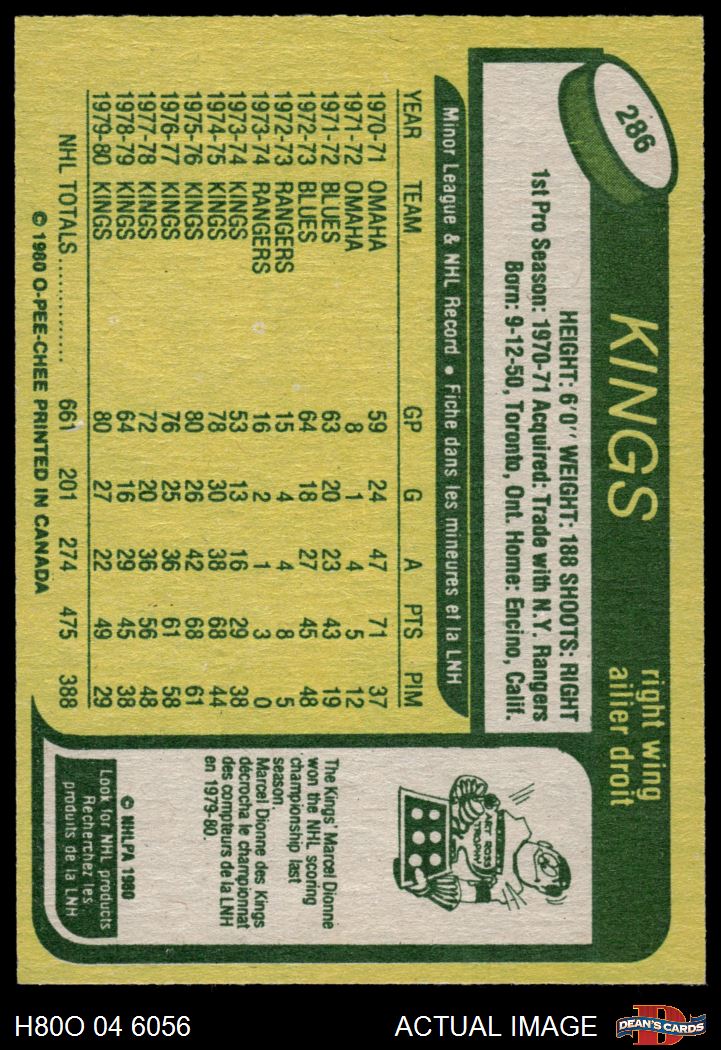 286
KINGS
right wing
ailier droit
HEIGHT: 6'0'' WEIGHT: 188 SHOOTS: RIGHT
1st Pro Season: 1970-71 Acquired: Trade with N.Y. Rangers
Born: 9-12-50, Toronto, Ont. Home: Encino, Calif.
Minor League & NHL Record • Fiche dans les mineures et la LNH
YEAR TEAM GP G A PTS PIM
1970-71 OMAHA 59 24 47 71 37
1971-72 OMAHA 8 1 4 5 12
1971-72 BLUES 63 20 23 43 19
1972-73 BLUES 64 18 27 45 48
1972-73 RANGERS 15 4 4 8 5
1973-74 RANGERS 16 2 1 3 0
1973-74 KINGS 53 13 16 29 38
1974-75 KINGS 78 30 38 68 44
1975-76 KINGS 80 26 42 68 61
1976-77 KINGS 76 25 36 61 58
1977-78 KINGS 72 20 36 56 48
1978-79 KINGS 64 16 29 45 38
1979-80 KINGS 80 27 22 49 29
NHL TOTALS ............. 661 201 274 475 388
© 1980 O-PEE-CHEE PRINTED IN CANADA
ART ROSS
TROPHY
The Kings' Marcel Dionne
won the NHL scoring
championship last
season.
Marcel Dionne des Kings
décrocha le championnat
des compteurs de la LNH
en 1979-80.
© NHLPA 1980
Look for NHL products
Recherchez les
produits de la LNH
H80O 04 6056
ACTUAL IMAGE
D
DEAN'S CARDS